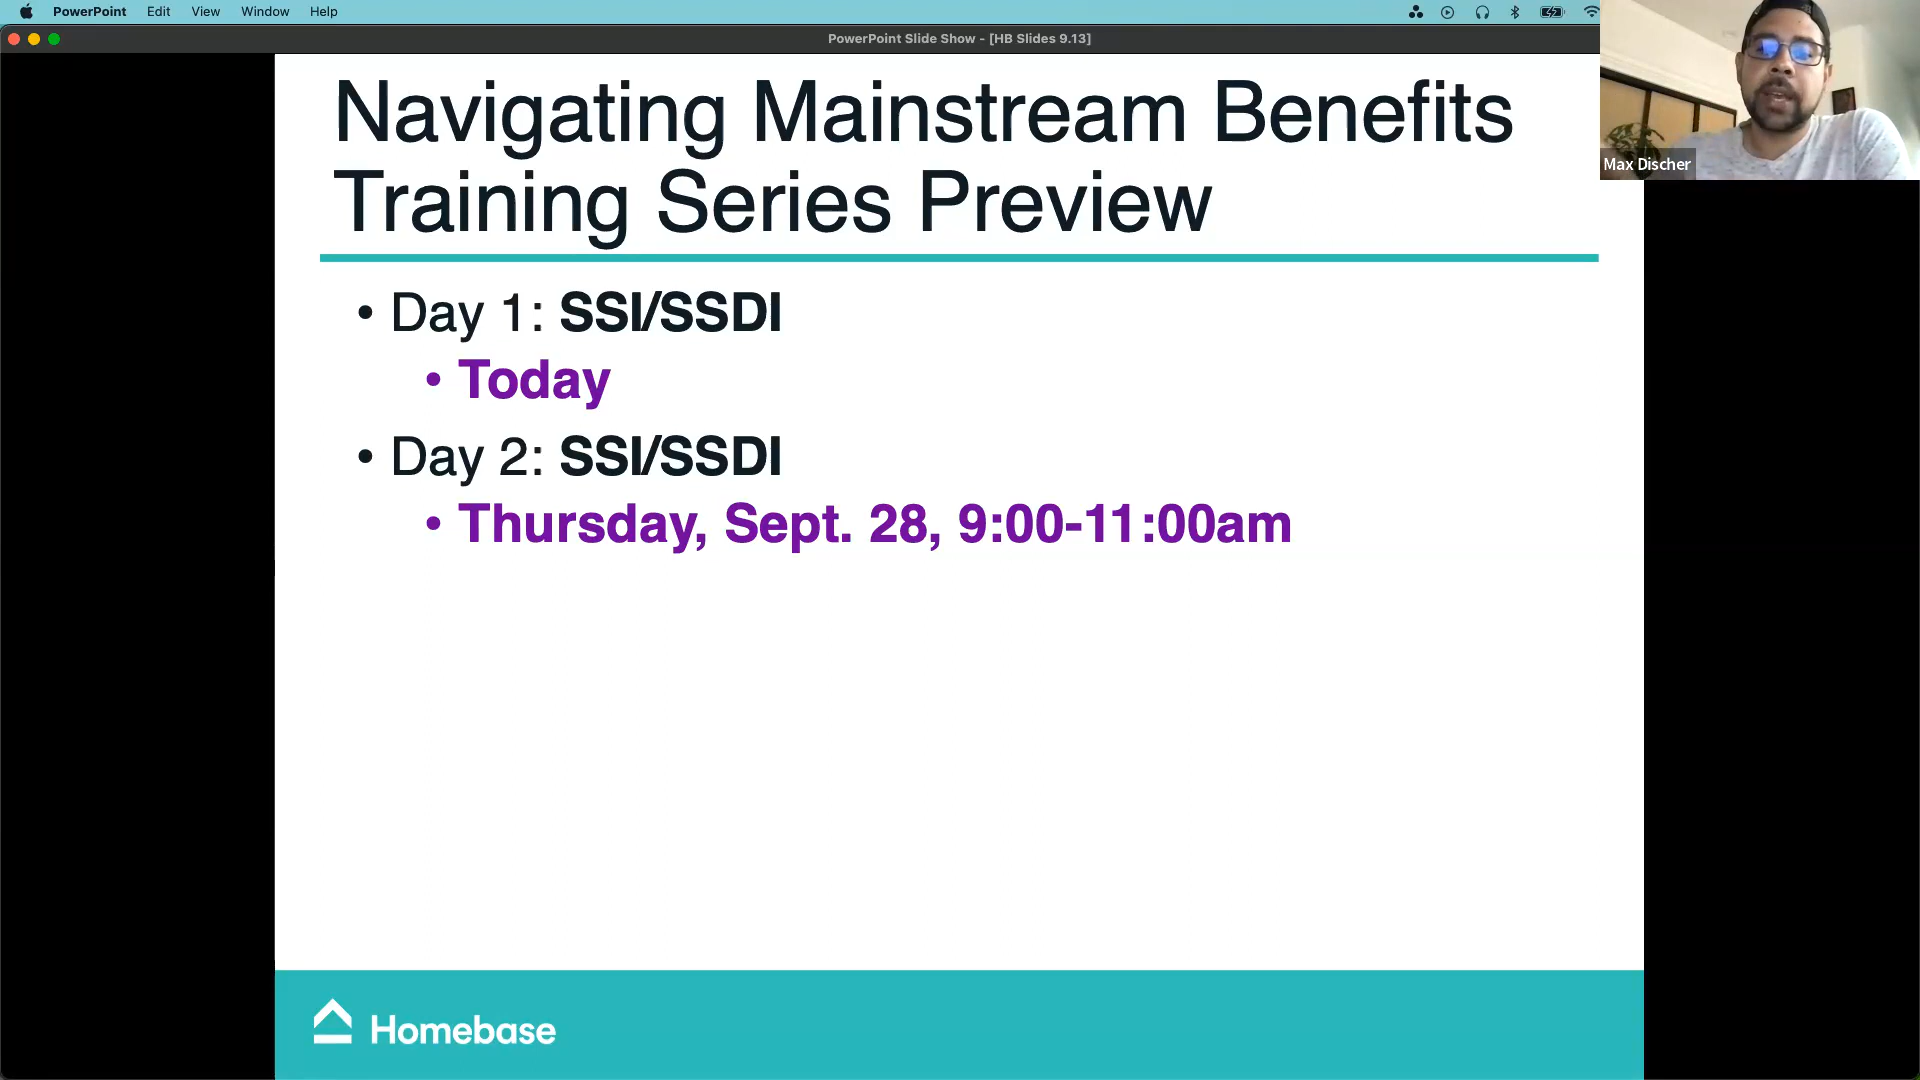 PowerPoint Edit View Window Help
PowerPoint Slide Show - [HB Slides 9.13]
Max Discher
Navigating Mainstream Benefits
Training Series Preview
• Day 1: SSI/SSDI
• Today
• Day 2: SSI/SSDI
• Thursday, Sept. 28, 9:00-11:00am
Homebase